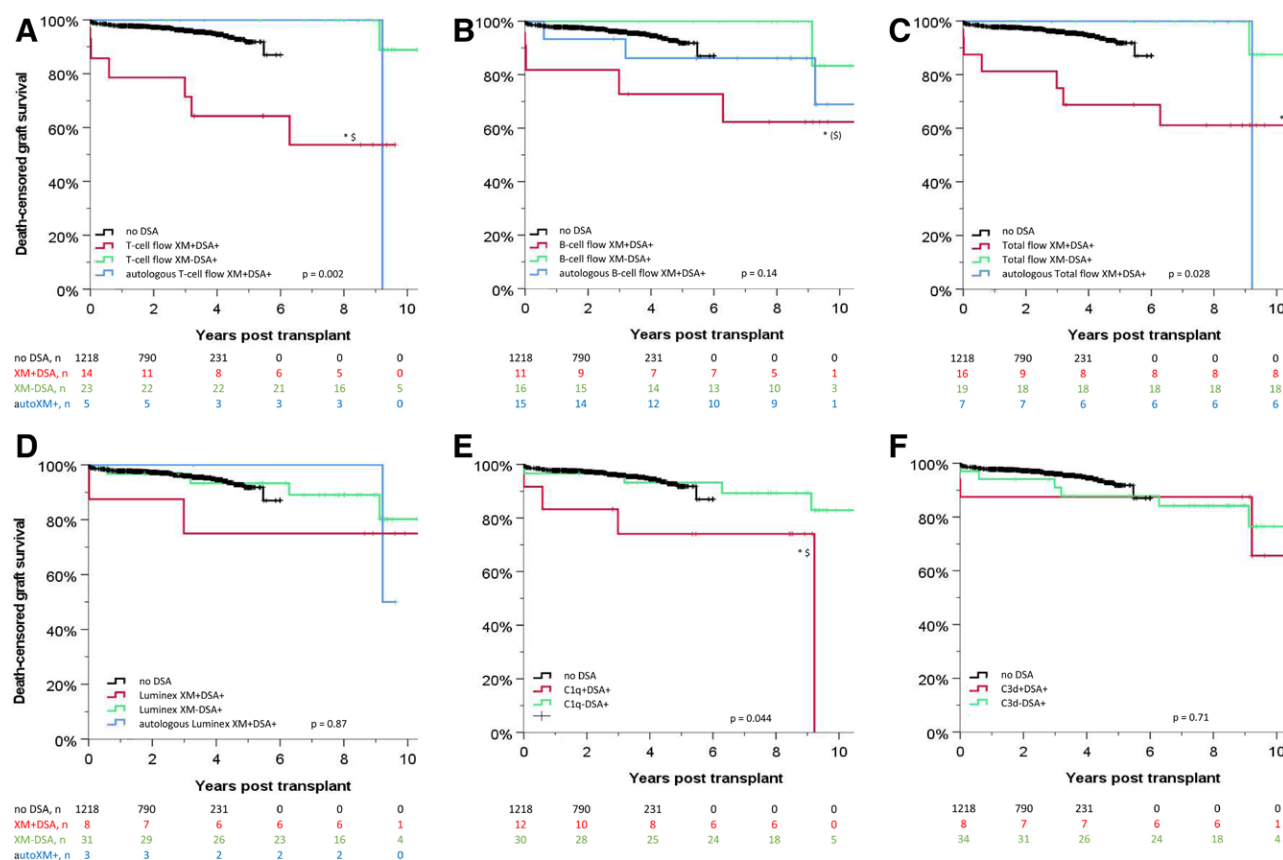 A
100%
80%
60%
40%
20%
0%
Death-censored graft survival
* $
no DSA
T-cell flow XM+DSA+
T-cell flow XM-DSA+
autologous T-cell flow XM+DSA+
p = 0.002
0 2 4 6 8 10
Years post transplant
no DSA, n 1218 790 231 0 0 0
XM+DSA, n 14 11 8 6 5 0
XM-DSA, n 23 22 22 21 16 5
autoXM+, n 5 5 3 3 3 0
B
100%
80%
60%
40%
20%
0%
* ($)
no DSA
B-cell flow XM+DSA+
B-cell flow XM-DSA+
autologous B-cell flow XM+DSA+
p = 0.14
0 2 4 6 8 10
Years post transplant
1218 790 231 0 0 0
11 9 7 7 5 1
16 15 14 13 10 3
15 14 12 10 9 1
C
100%
80%
60%
40%
20%
0%
*
no DSA
Total flow XM+DSA+
Total flow XM-DSA+
autologous Total flow XM+DSA+
p = 0.028
0 2 4 6 8 10
Years post transplant
1218 790 231 0 0 0
16 9 8 8 8 8
19 18 18 18 18 18
7 7 6 6 6 6
D
100%
80%
60%
40%
20%
0%
Death-censored graft survival
no DSA
Luminex XM+DSA+
Luminex XM-DSA+
autologous Luminex XM+DSA+
p = 0.87
0 2 4 6 8 10
Years post transplant
no DSA, n 1218 790 231 0 0 0
XM+DSA, n 8 7 6 6 6 1
XM-DSA, n 31 29 26 23 16 4
autoXM+, n 3 3 2 2 2 0
E
100%
80%
60%
40%
20%
0%
* $
no DSA
C1q+DSA+
C1q-DSA+
p = 0.044
0 2 4 6 8 10
Years post transplant
1218 790 231 0 0 0
12 10 8 6 6 0
30 28 25 24 18 5
F
100%
80%
60%
40%
20%
0%
no DSA
C3d+DSA+
C3d-DSA+
p = 0.71
0 2 4 6 8 10
Years post transplant
1218 790 231 0 0 0
8 7 7 6 6 1
34 31 26 24 18 4